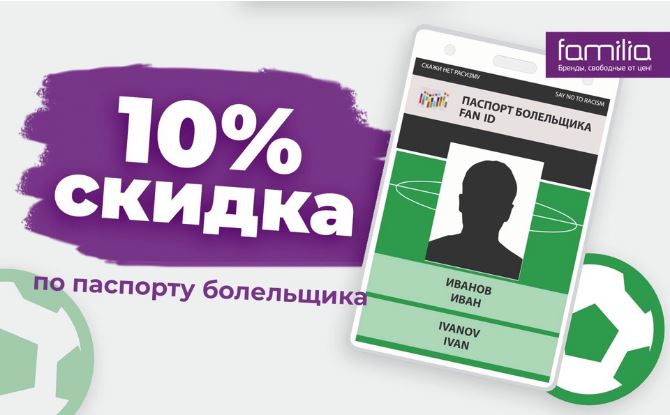 familia
Бренды, свободные от цен!
10%
скидка
по паспорту болельщика
СКАЖИ НЕТ РАСИЗМУ
SAY NO TO RACISM
ПАСПОРТ БОЛЕЛЬЩИКА
FAN ID
ИВАНОВ
ИВАН
IVANOV
IVAN